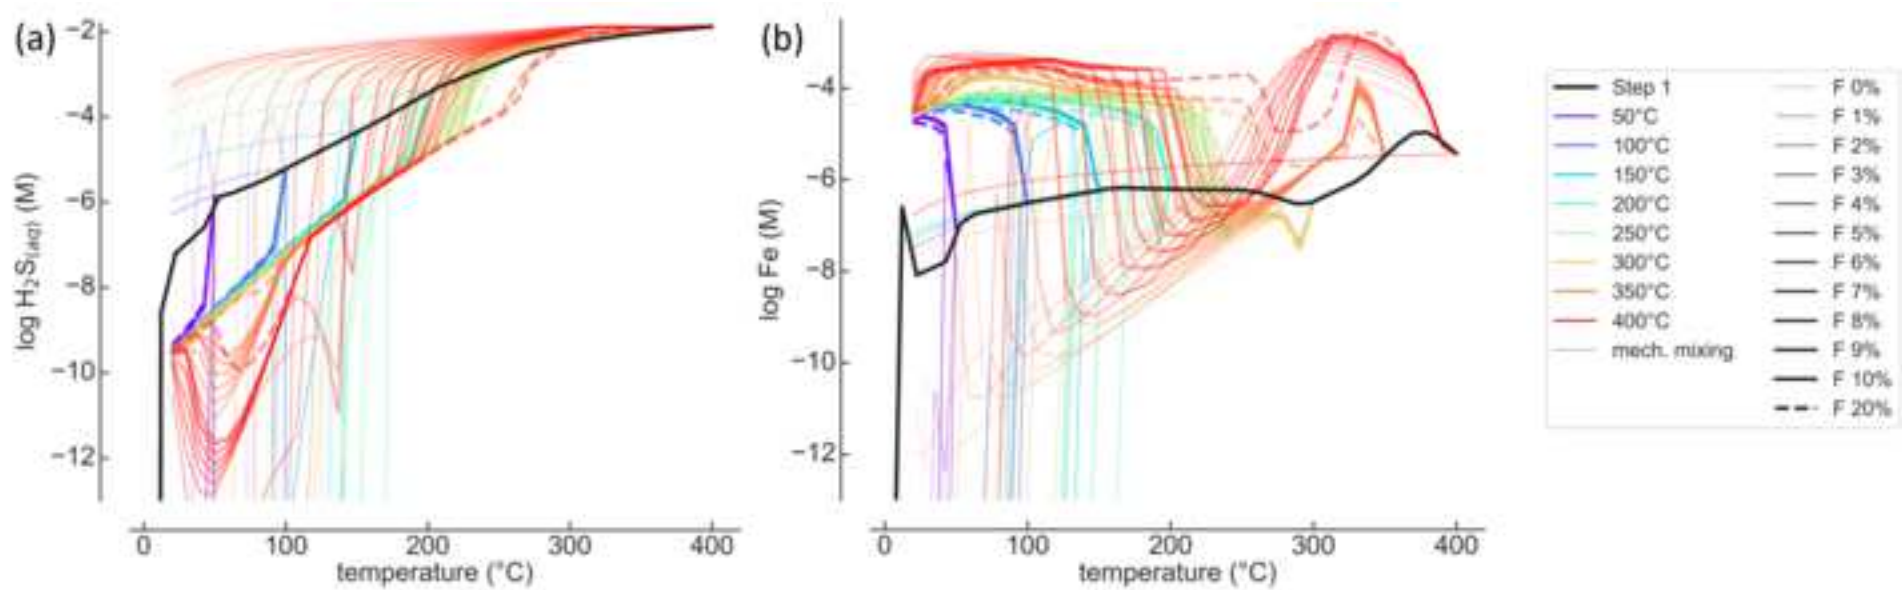 (a)
−2
−4
−6
−8
−10
−12
log H₂S(aq) (M)
0 100 200 300 400
temperature (°C)
(b)
−4
−6
−8
−10
−12
log Fe (M)
0 100 200 300 400
temperature (°C)
Step 1
50°C
100°C
150°C
200°C
250°C
300°C
350°C
400°C
mech. mixing
F 0%
F 1%
F 2%
F 3%
F 4%
F 5%
F 6%
F 7%
F 8%
F 9%
F 10%
F 20%